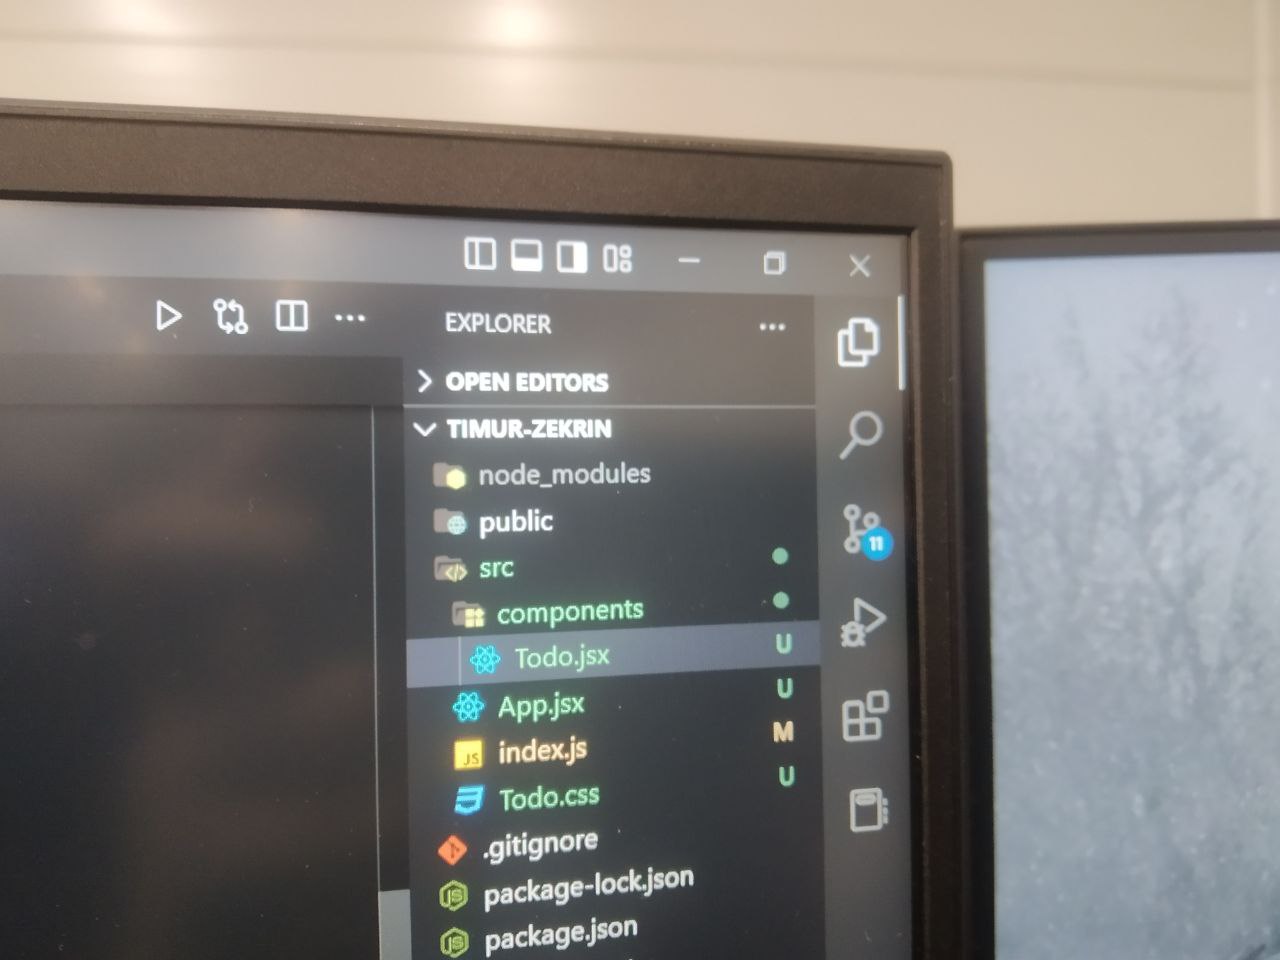 EXPLORER
OPEN EDITORS
TIMUR-ZEKRIN
node_modules
public
src
components
Todo.jsx U
App.jsx U
index.js M
Todo.css U
.gitignore
package-lock.json
package.json
11